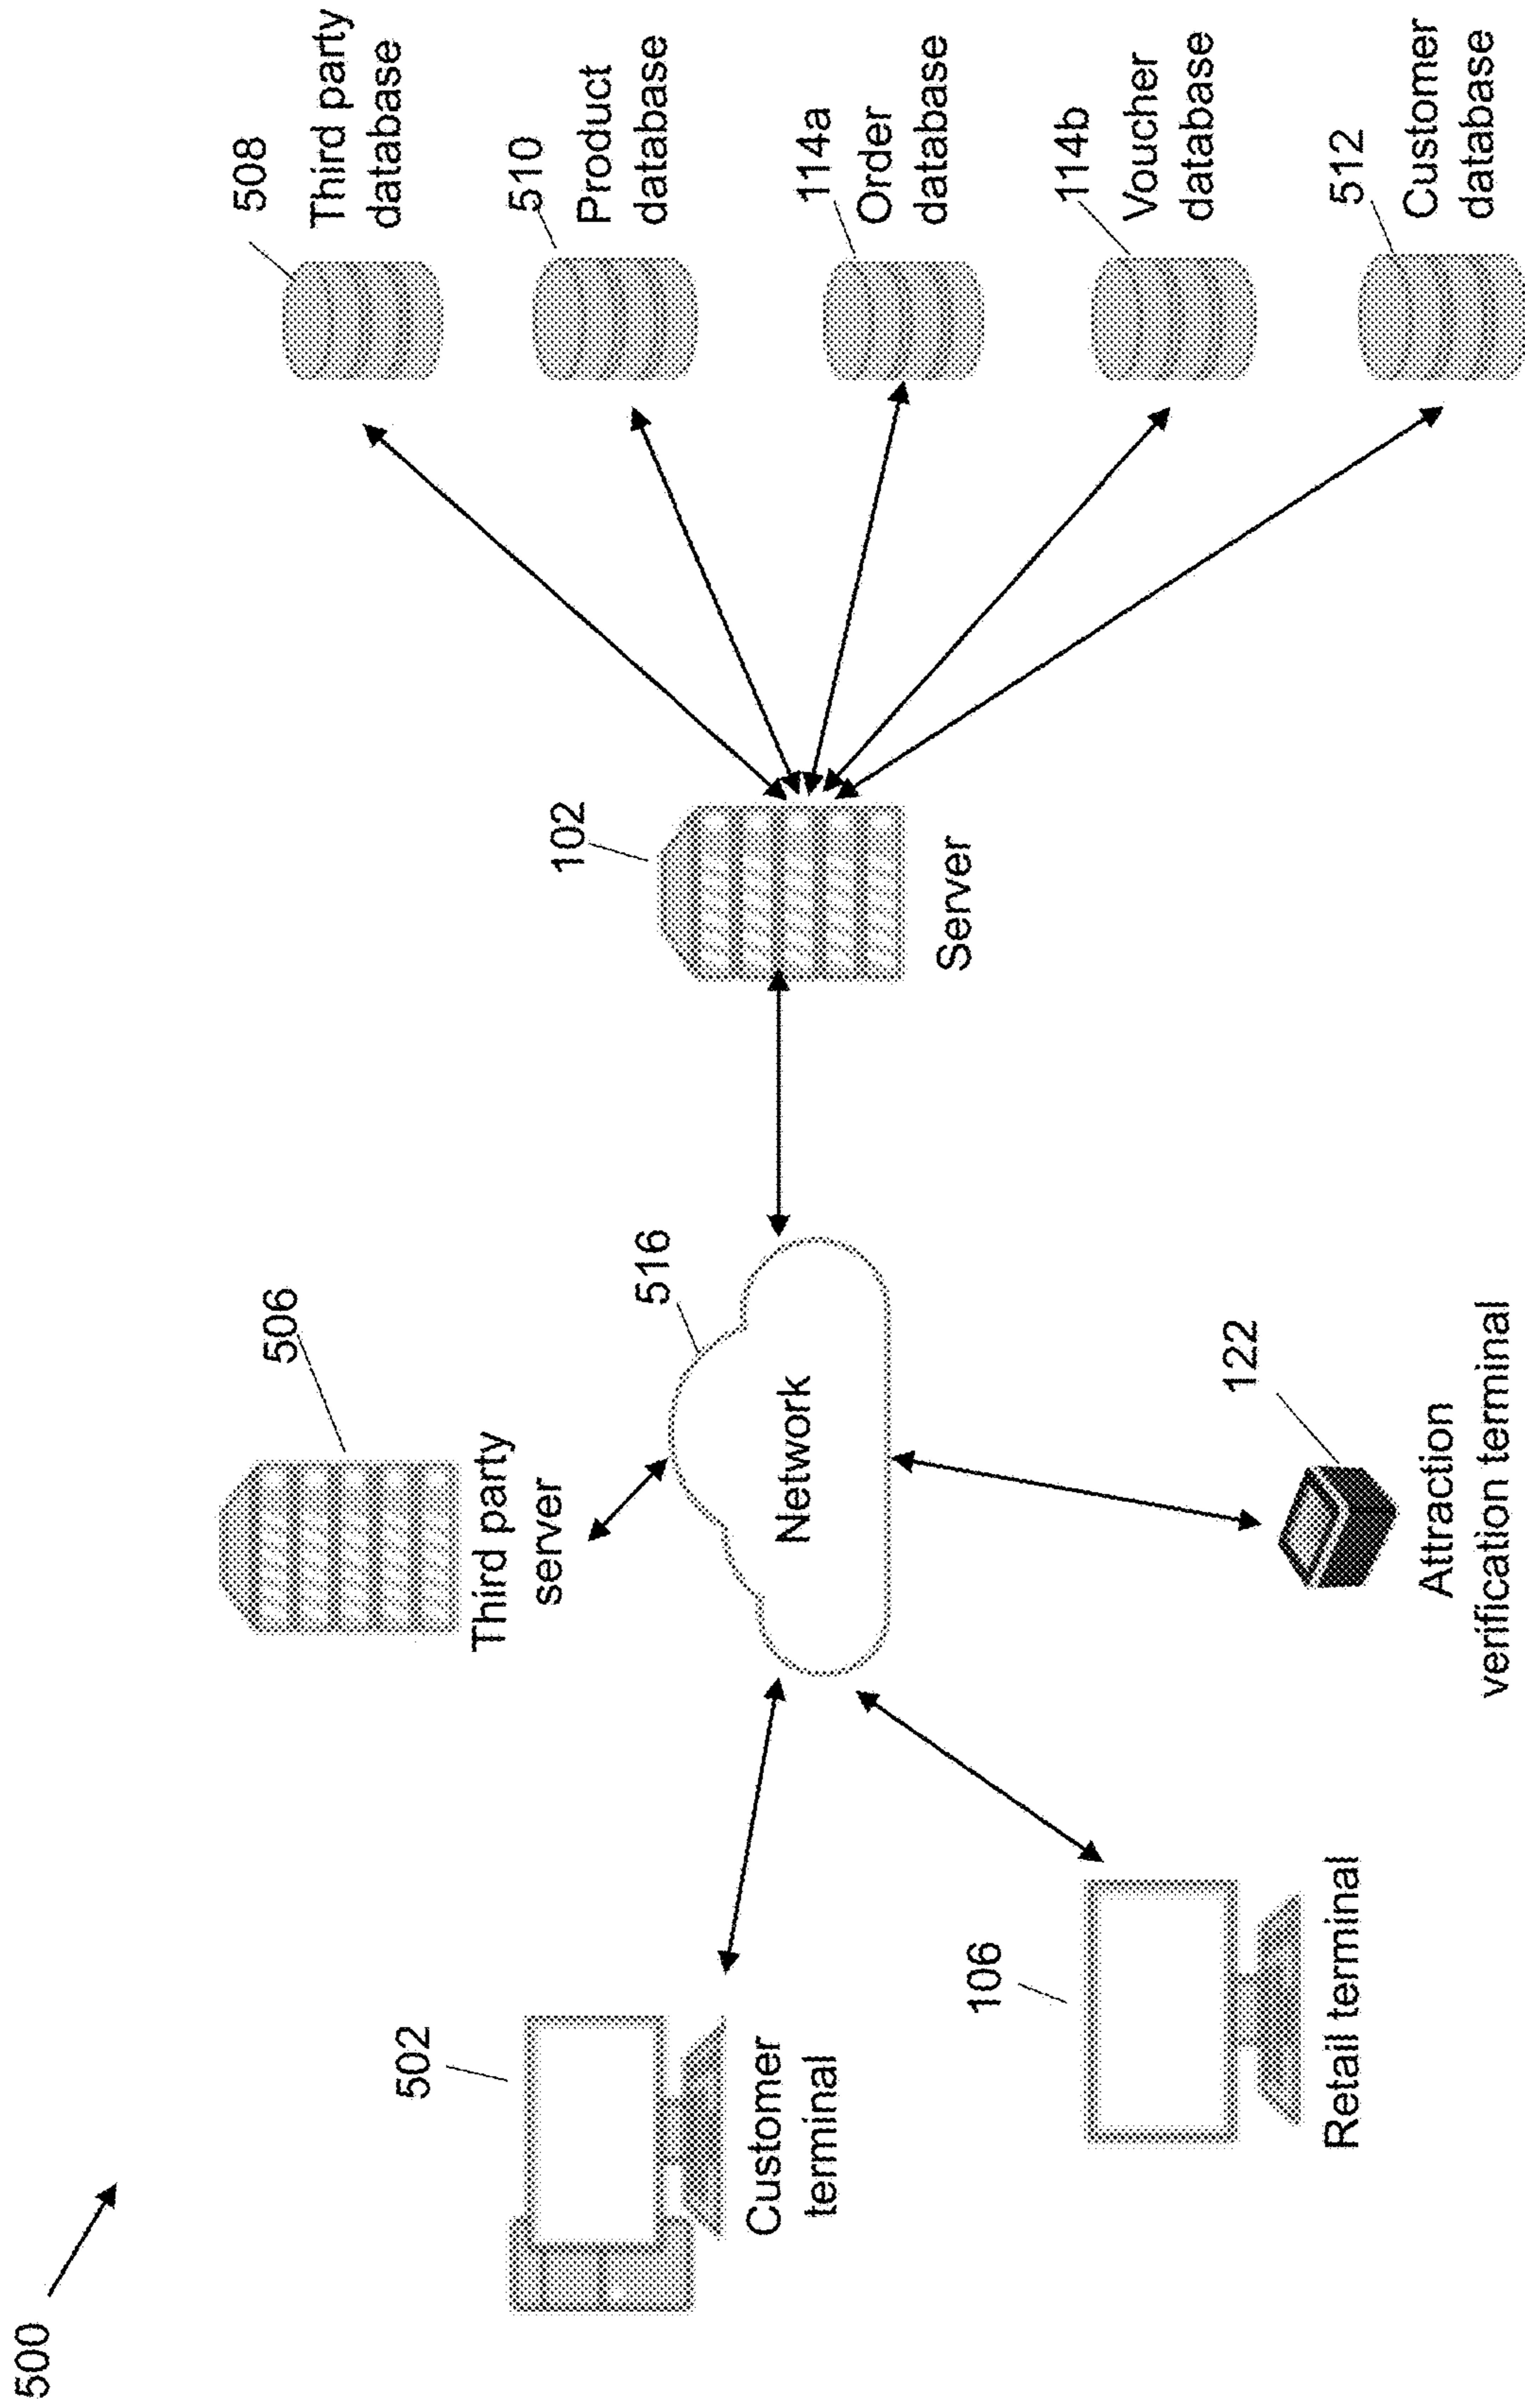 500
502
Customer
terminal
106
Retail terminal
506
Third party
server
516
Network
122
Attraction
verification terminal
102
Server
508
Third party
database
510
Product
database
114a
Order
database
114b
Voucher
database
512
Customer
database